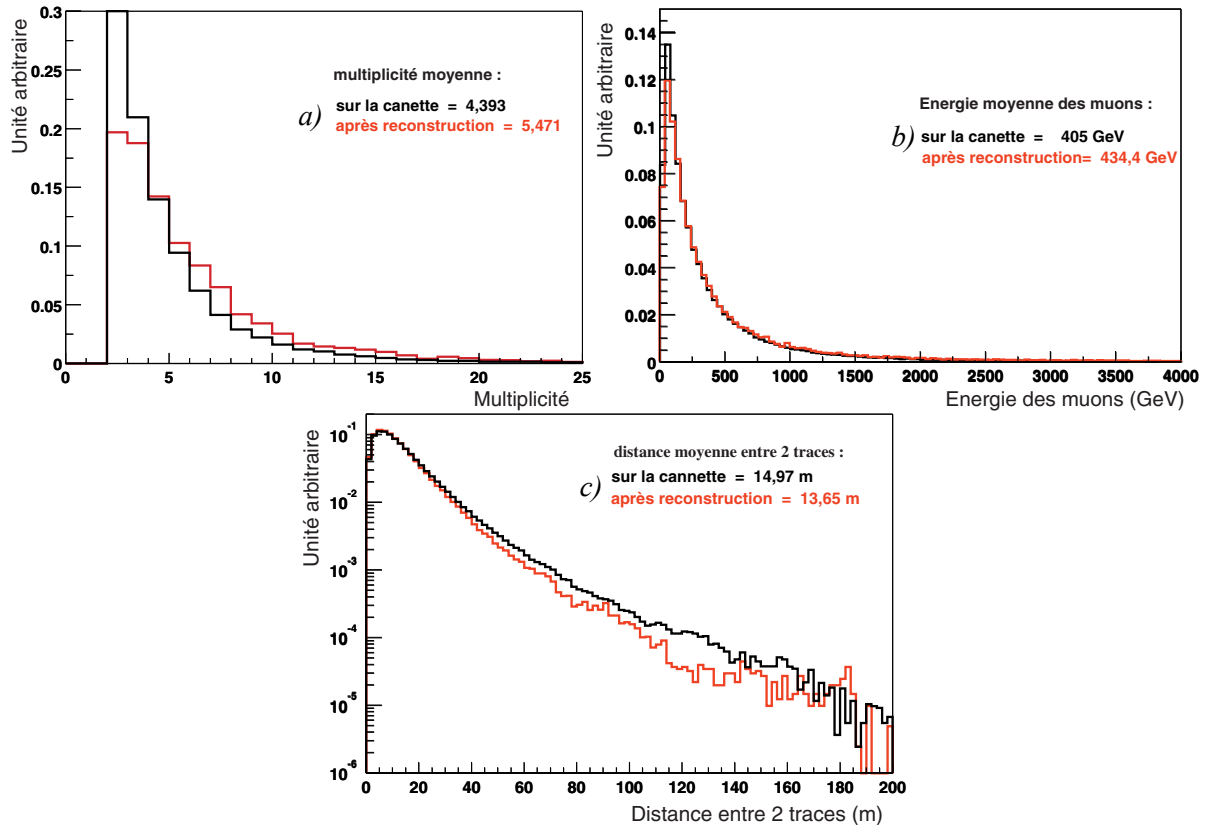 Unité arbitraire
0.3
0.25
0.2
0.15
0.1
0.05
0
multiplicité moyenne :
a)
sur la canette = 4,393
après reconstruction = 5,471
0 5 10 15 20 25
Multiplicité
Unité arbitraire
0.14
0.12
0.1
0.08
0.06
0.04
0.02
0
Energie moyenne des muons :
b)
sur la canette = 405 GeV
après reconstruction= 434,4 GeV
0 500 1000 1500 2000 2500 3000 3500 4000
Energie des muons (GeV)
Unité arbitraire
10-1
10-2
10-3
10-4
10-5
10-6
distance moyenne entre 2 traces :
c)
sur la cannette = 14,97 m
après reconstruction = 13,65 m
0 20 40 60 80 100 120 140 160 180 200
Distance entre 2 traces (m)